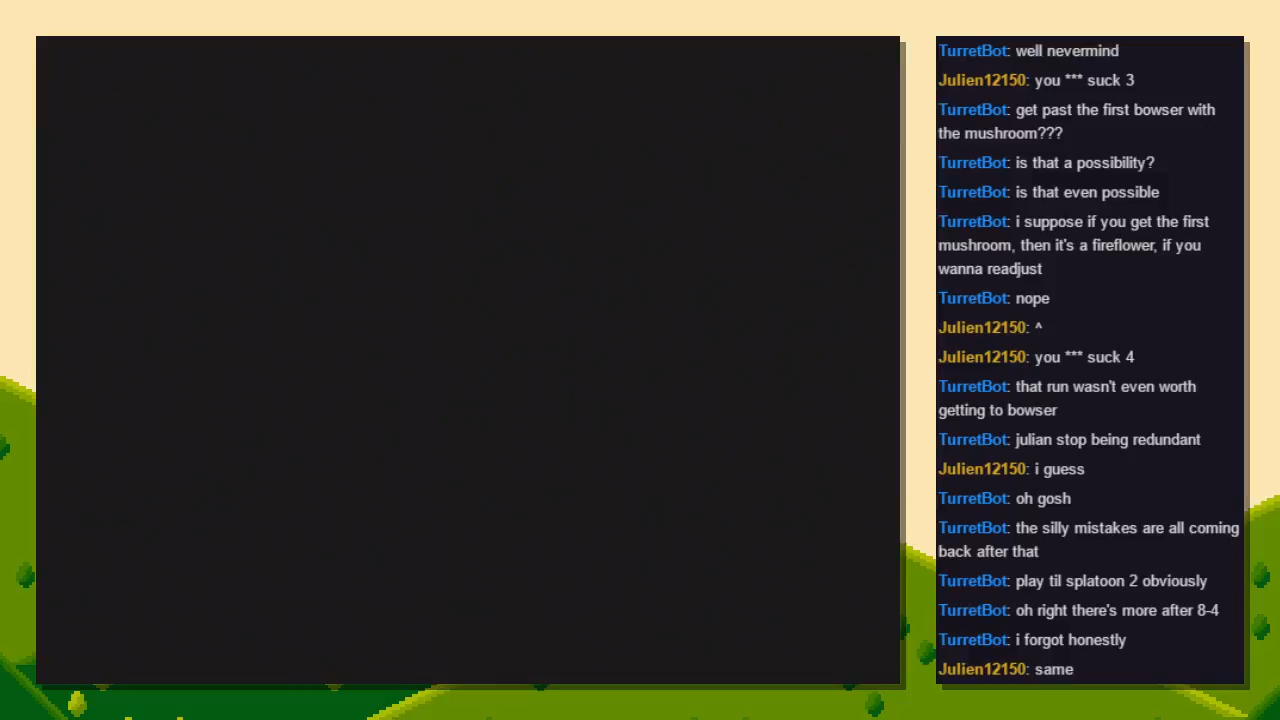 TurretBot: well nevermind
Julien12150: you *** suck 3
TurretBot: get past the first bowser with
the mushroom???
TurretBot: is that a possibility?
TurretBot: is that even possible
TurretBot: i suppose if you get the first
mushroom, then it's a fireflower, if you
wanna readjust
TurretBot: nope
Julien12150: ^
Julien12150: you *** suck 4
TurretBot: that run wasn't even worth
getting to bowser
TurretBot: julian stop being redundant
Julien12150: i guess
TurretBot: oh gosh
TurretBot: the silly mistakes are all coming
back after that
TurretBot: play til splatoon 2 obviously
TurretBot: oh right there's more after 8-4
TurretBot: i forgot honestly
Julien12150: same